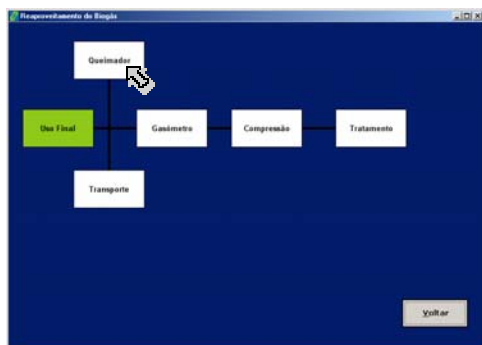 Reaproveitamento do Biogás
Queimador
Uso Final
Gasômetro
Compressão
Tratamento
Transporte
Voltar